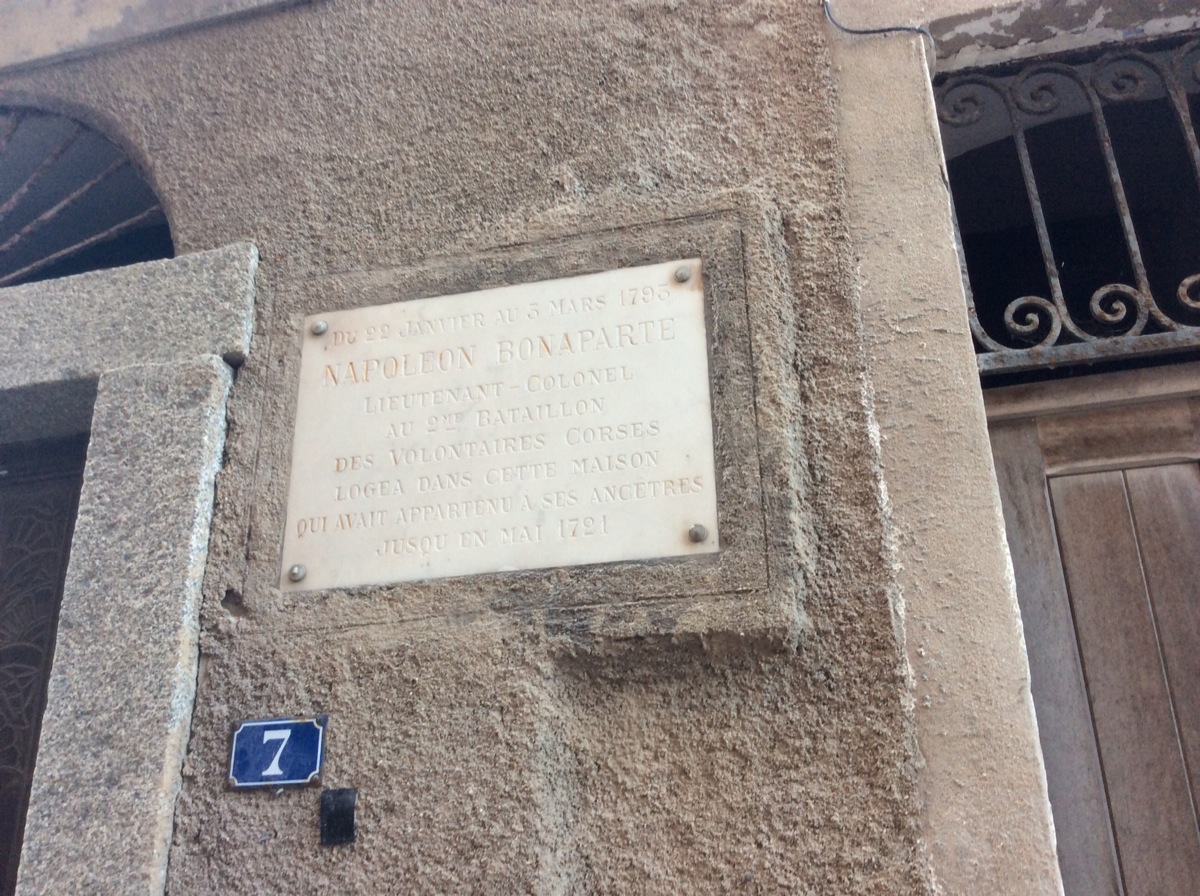 DU 22 JANVIER AU 3 MARS 1793
NAPOLEON BONAPARTE
LIEUTENANT-COLONEL
AU 2ME BATAILLON
DES VOLONTAIRES CORSES
LOGEA DANS CETTE MAISON
QUI AVAIT APPARTENU A SES ANCETRES
JUSQU'EN MAI 1721
7